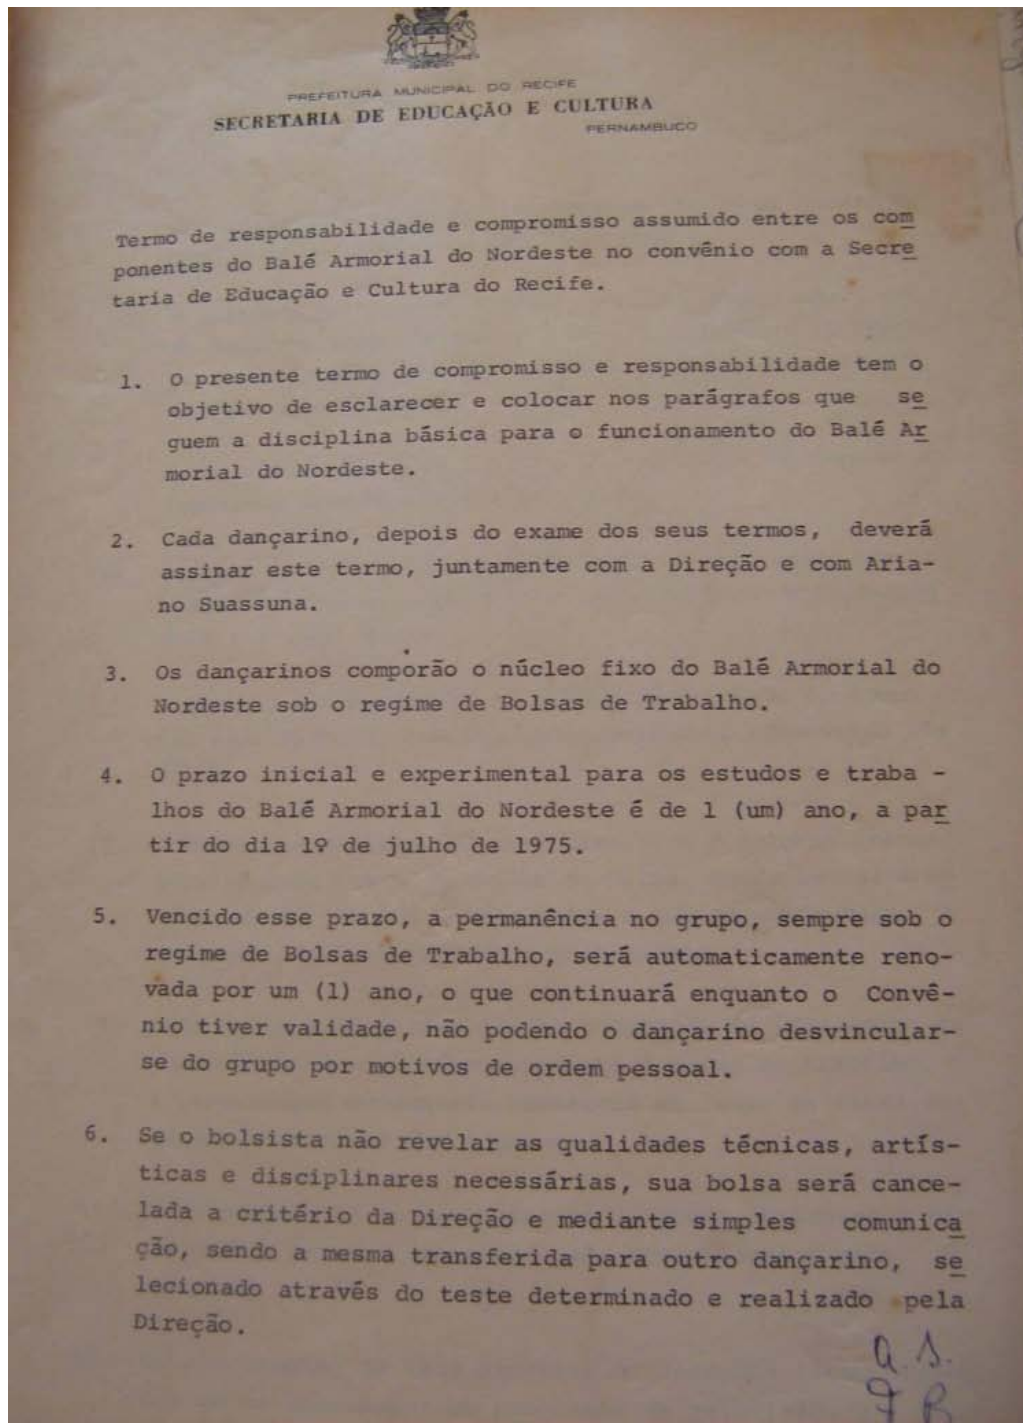 PREFEITURA MUNICIPAL DO RECIFE
SECRETARIA DE EDUCAÇÃO E CULTURA
PERNAMBUCO
Termo de responsabilidade e compromisso assumido entre os com
ponentes do Balé Armorial do Nordeste no convênio com a Secre
taria de Educação e Cultura do Recife.
1. O presente termo de compromisso e responsabilidade tem o
objetivo de esclarecer e colocar nos parágrafos que se
guem a disciplina básica para o funcionamento do Balé Ar
morial do Nordeste.
2. Cada dançarino, depois do exame dos seus termos, deverá
assinar este termo, juntamente com a Direção e com Aria-
no Suassuna.
3. Os dançarinos comporão o núcleo fixo do Balé Armorial do
Nordeste sob o regime de Bolsas de Trabalho.
4. O prazo inicial e experimental para os estudos e traba -
lhos do Balé Armorial do Nordeste é de 1 (um) ano, a par
tir do dia 1º de julho de 1975.
5. Vencido esse prazo, a permanência no grupo, sempre sob o
regime de Bolsas de Trabalho, será automaticamente reno-
vada por um (1) ano, o que continuará enquanto o Convê-
nio tiver validade, não podendo o dançarino desvincular-
se do grupo por motivos de ordem pessoal.
6. Se o bolsista não revelar as qualidades técnicas, artís-
ticas e disciplinares necessárias, sua bolsa será cance-
lada a critério da Direção e mediante simples comunica
ção, sendo a mesma transferida para outro dançarino, se
lecionado através do teste determinado e realizado pela
Direção.
A. S.
F B